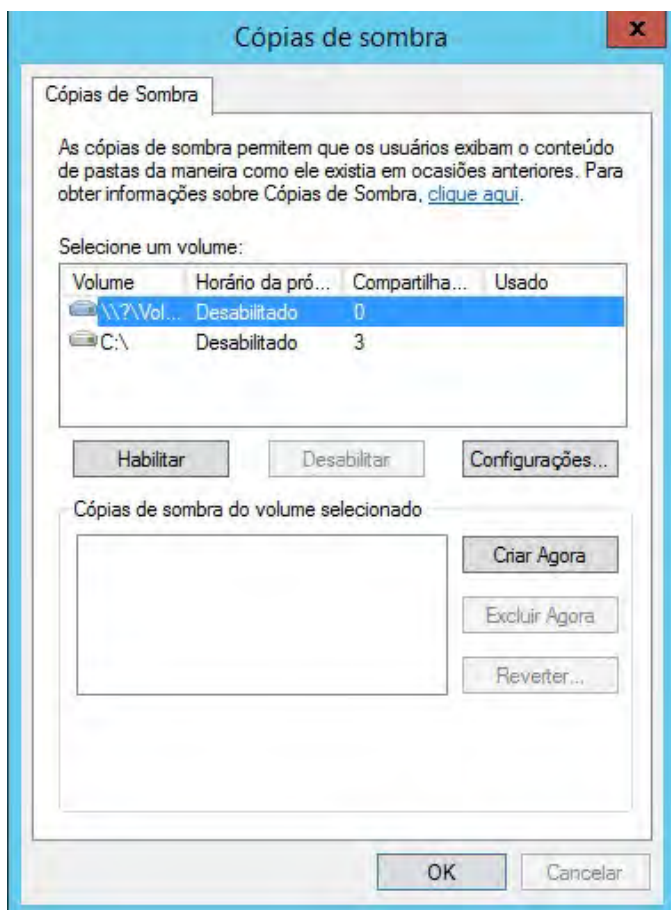 Cópias de sombra
x
Cópias de Sombra
As cópias de sombra permitem que os usuários exibam o conteúdo
de pastas da maneira como ele existia em ocasiões anteriores. Para
obter informações sobre Cópias de Sombra, clique aqui.
Selecione um volume:
Volume Horário da pró... Compartilha... Usado
\\?\Vol... Desabilitado 0
C:\ Desabilitado 3
Habilitar Desabilitar Configurações...
Cópias de sombra do volume selecionado
Criar Agora
Excluir Agora
Reverter...
OK Cancelar